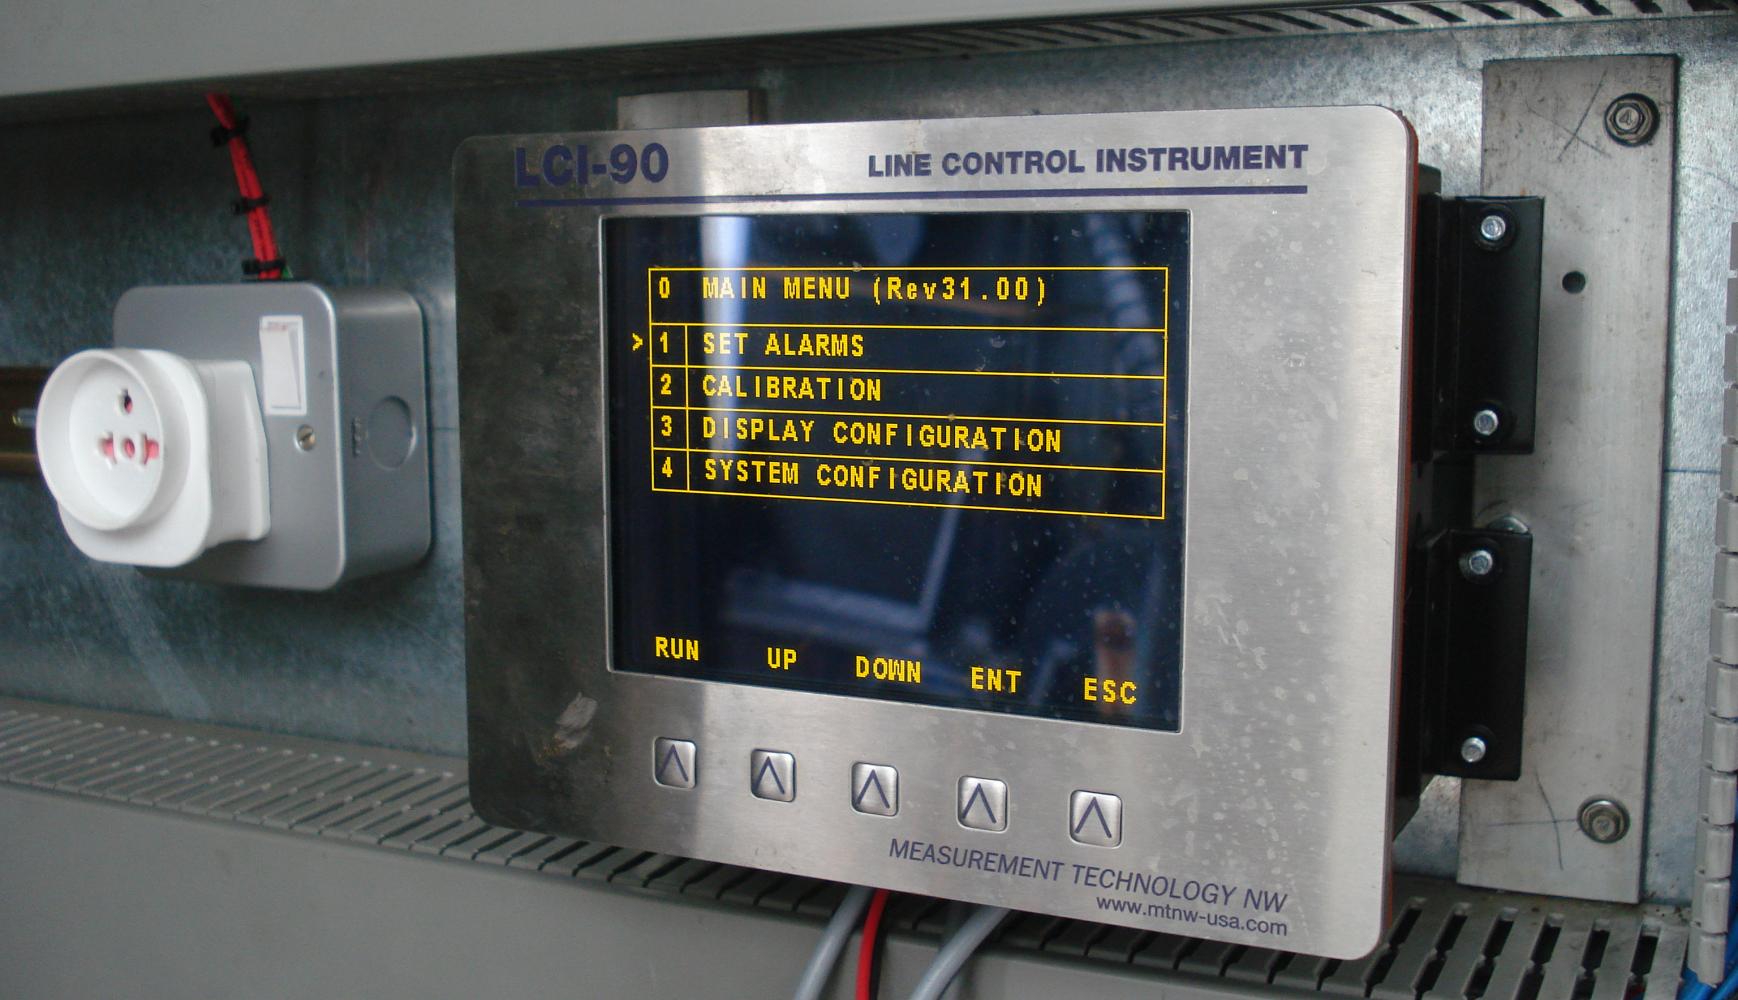 LCI-90 LINE CONTROL INSTRUMENT
0 MAIN MENU (Rev31.00)
> 1 SET ALARMS
2 CALIBRATION
3 DISPLAY CONFIGURATION
4 SYSTEM CONFIGURATION
RUN UP DOWN ENT ESC
MEASUREMENT TECHNOLOGY NW
www.mtnw-usa.com